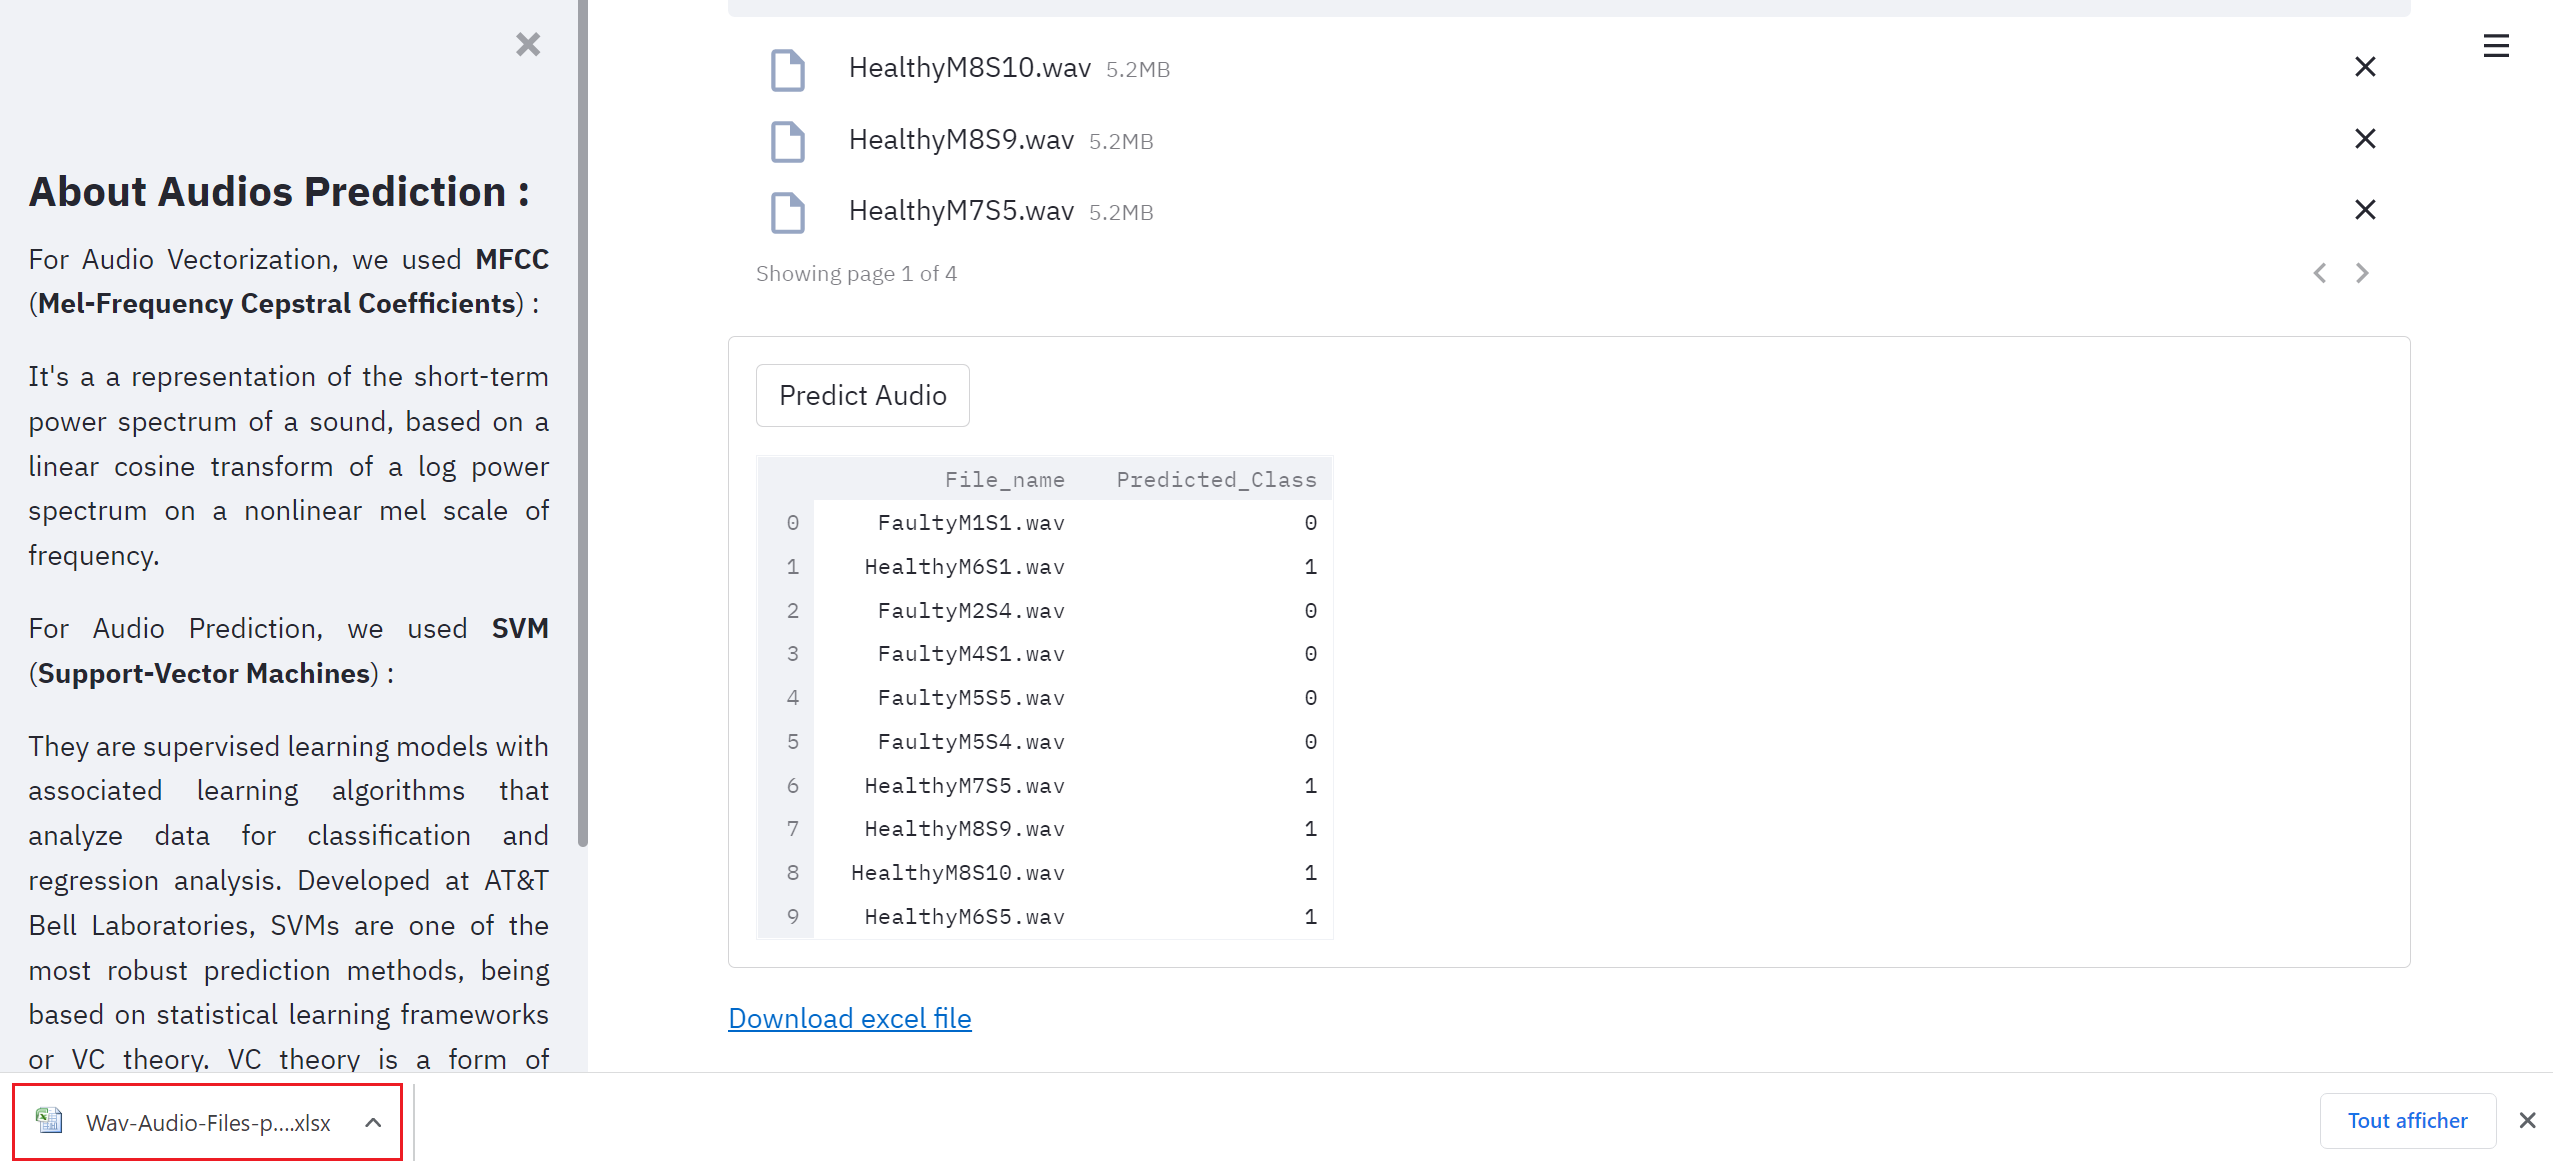 About Audios Prediction :
For Audio Vectorization, we used MFCC
(Mel-Frequency Cepstral Coefficients) :
It's a a representation of the short-term
power spectrum of a sound, based on a
linear cosine transform of a log power
spectrum on a nonlinear mel scale of
frequency.
For Audio Prediction, we used SVM
(Support-Vector Machines) :
They are supervised learning models with
associated learning algorithms that
analyze data for classification and
regression analysis. Developed at AT&T
Bell Laboratories, SVMs are one of the
most robust prediction methods, being
based on statistical learning frameworks
or VC theory. VC theory is a form of
HealthyM8S10.wav 5.2MB
HealthyM8S9.wav 5.2MB
HealthyM7S5.wav 5.2MB
Showing page 1 of 4
Predict Audio
File_name Predicted_Class
0 FaultyM1S1.wav 0
1 HealthyM6S1.wav 1
2 FaultyM2S4.wav 0
3 FaultyM4S1.wav 0
4 FaultyM5S5.wav 0
5 FaultyM5S4.wav 0
6 HealthyM7S5.wav 1
7 HealthyM8S9.wav 1
8 HealthyM8S10.wav 1
9 HealthyM6S5.wav 1
Download excel file
Wav-Audio-Files-p....xlsx
Tout afficher